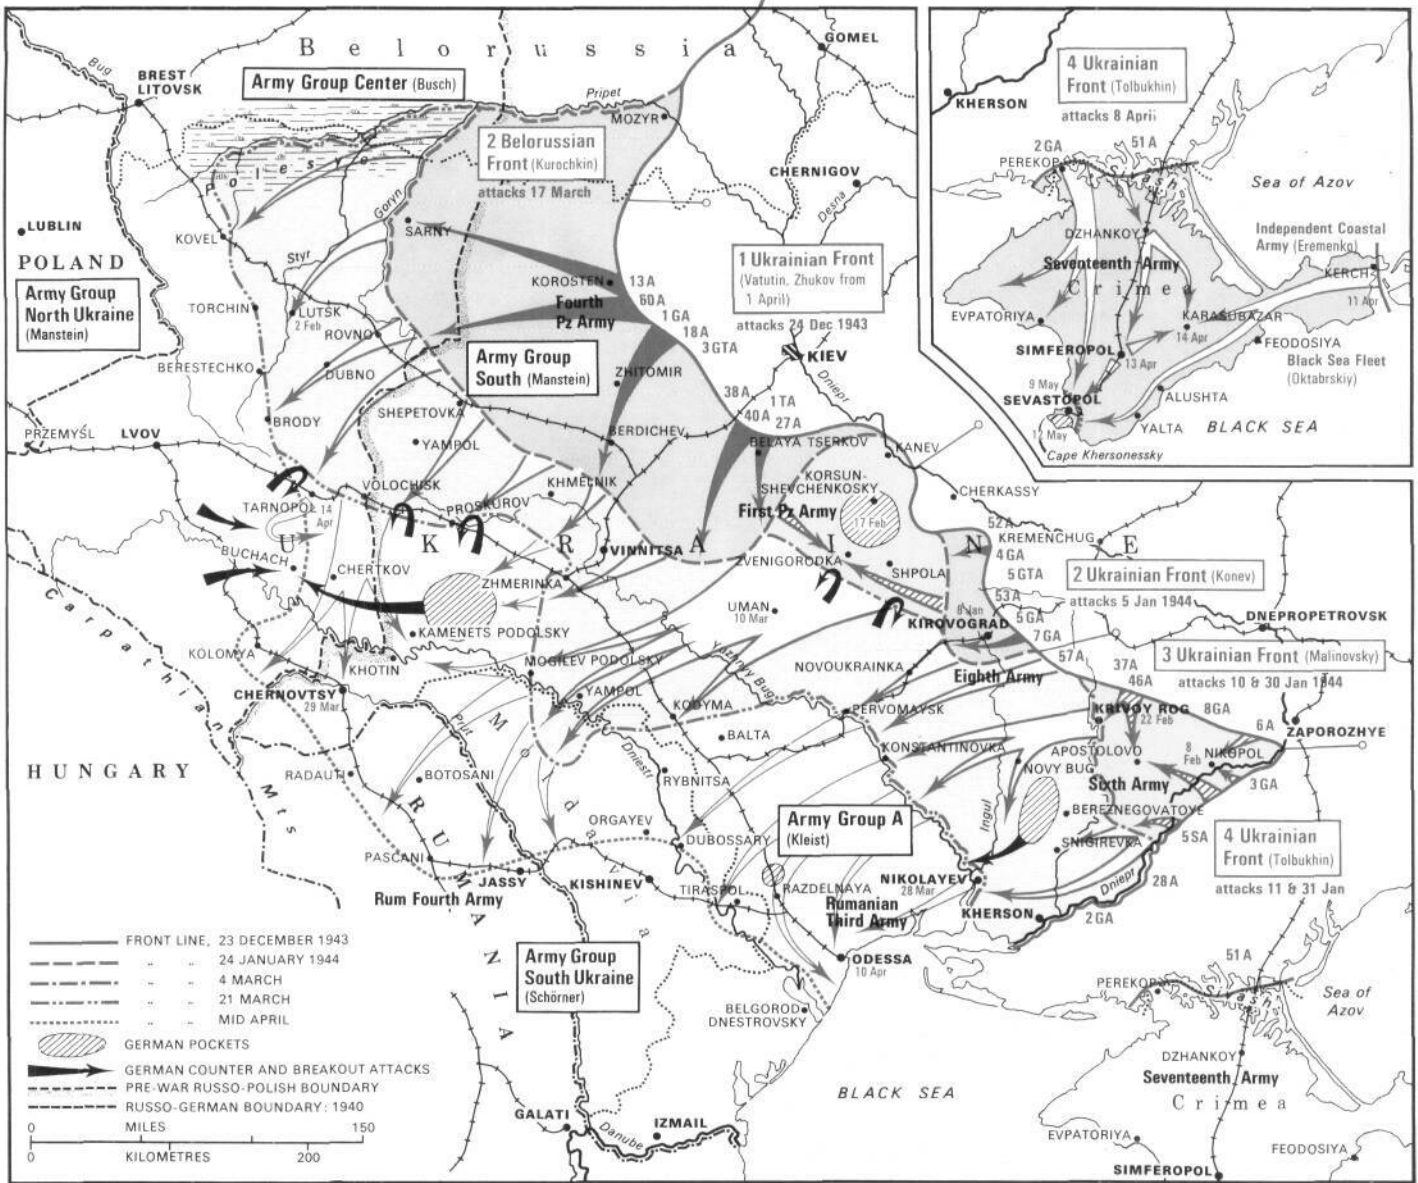 Belorussia
Bug
BREST
LITOVSK
Army Group Center (Busch)
Pripet
MOZYR
GOMEL
2 Belorussian
Front (Kurochkin)
attacks 17 March
CHERNIGOV
Desna
Polesye
Goryn
SARNY
LUBLIN
KOVEL
POLAND
Army Group
North Ukraine
(Manstein)
Styr
TORCHIN
LUTSK
2 Feb
ROVNO
KOROSTEN
Fourth
Pz Army
13 A
60 A
1 GA
18 A
3 GTA
1 Ukrainian Front
(Vatutin, Zhukov from
1 April)
attacks 24 Dec 1943
KIEV
Dniepr
BERESTECHKO
DUBNO
Army Group
South (Manstein)
ZHITOMIR
SHEPETOVKA
38 A
1 TA
40 A
27 A
BRODY
YAMPOL
BERDICHEV
BELAYA TSERKOV
KANEV
PRZEMYŚL
LVOV
VOLOCHISK
KHMELNIK
KORSUN-
SHEVCHENKOSKY
CHERKASSY
TARNOPOL 14
Apr
PROSKUROV
First Pz Army
17 Feb
52 A
KREMENCHUG
4 GA
UKRAINE
BUCHACH
CHERTKOV
VINNITSA
ZHMERINKA
ZVENIGORODKA
SHPOLA
5 GTA
2 Ukrainian Front (Konev)
attacks 5 Jan 1944
53 A
5 GA
7 GA
UMAN
10 Mar
8 Jan
KIROVOGRAD
DNEPROPETROVSK
KAMENETS PODOLSKY
Carpathian Mts
KOLOMYA
KHOTIN
MOGILEV PODOLSKY
Yuzhnyy Bug
NOVOUKRAINKA
Eighth Army
57 A
37 A
46 A
3 Ukrainian Front (Malinovsky)
attacks 10 & 30 Jan 1944
CHERNOVTSY
29 Mar
YAMPOL
KODYMA
PERVOMAYSK
KRIVOY ROG
22 Feb
8 GA
6 A
ZAPOROZHYE
Prut
Moldavia
BALTA
KONSTANTINOVKA
APOSTOLOVO
8
Feb
NIKOPOL
HUNGARY
RADAUTI
BOTOSANI
Dniestr
RYBNITSA
NOVY BUG
Sixth Army
3 GA
RUMANIA
ORGAYEV
DUBOSSARY
Army Group A
(Kleist)
Ingul
BEREZNEGOVATOYE
SNIGIREVKA
5 SA
4 Ukrainian
Front (Tolbukhin)
attacks 11 & 31 Jan
PASCANI
JASSY
KISHINEV
TIRASPOL
RAZDELNAYA
NIKOLAYEV
28 Mar
Dniepr
28 A
Rum Fourth Army
Rumanian
Third Army
KHERSON
2 GA
Army Group
South Ukraine
(Schörner)
ODESSA
10 Apr
BELGOROD
DNESTROVSKY
BLACK SEA
GALATI
Danube
IZMAIL
FRONT LINE, 23 DECEMBER 1943
.. .. 24 JANUARY 1944
.. .. 4 MARCH
.. .. 21 MARCH
.. .. MID APRIL
GERMAN POCKETS
GERMAN COUNTER AND BREAKOUT ATTACKS
PRE-WAR RUSSO-POLISH BOUNDARY
RUSSO-GERMAN BOUNDARY: 1940
0 MILES 150
0 KILOMETRES 200
KHERSON
4 Ukrainian
Front (Tolbukhin)
attacks 8 April
2 GA
51 A
PEREKOP
Sivash
Sea of Azov
DZHANKOY
Seventeenth Army
Crimea
Independent Coastal
Army (Eremenko)
KERCH
11 Apr
EVPATORIYA
KARASUBAZAR
14 Apr
SIMFEROPOL
13 Apr
FEODOSIYA
Black Sea Fleet
(Oktabrskiy)
9 May
SEVASTOPOL
12 May
ALUSHTA
YALTA
BLACK SEA
Cape Khersonessky
51 A
PEREKOP
Sivash
Sea of
Azov
DZHANKOY
Seventeenth Army
Crimea
EVPATORIYA
FEODOSIYA
SIMFEROPOL